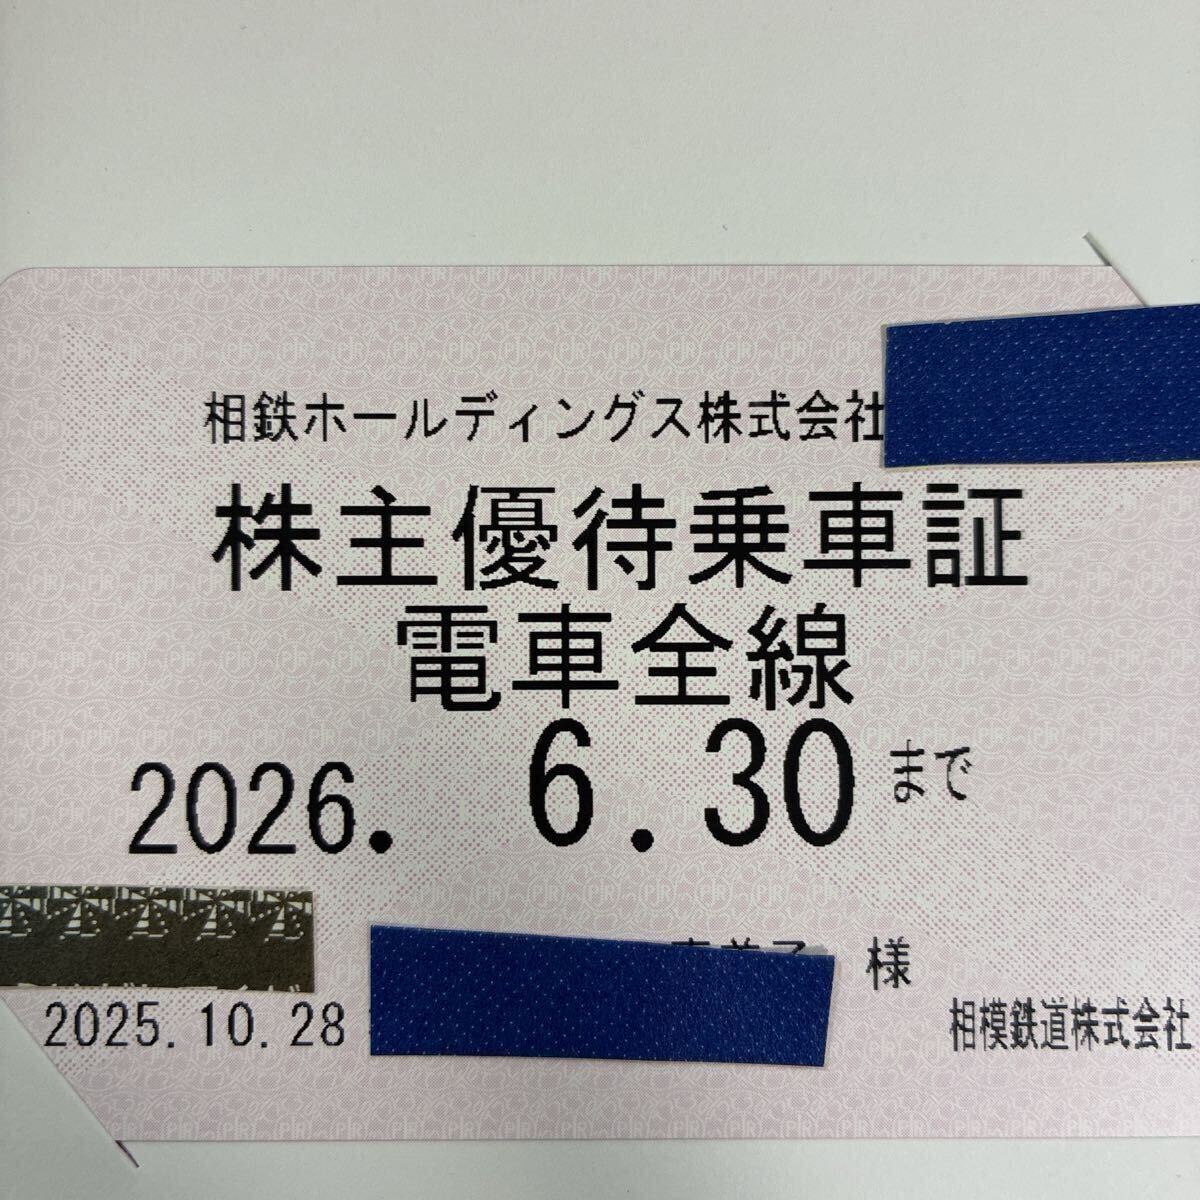 相鉄ホールディングス株式会社
株主優待乗車証
電車全線
2026. 6.30 まで
様
2025.10.28
相模鉄道株式会社